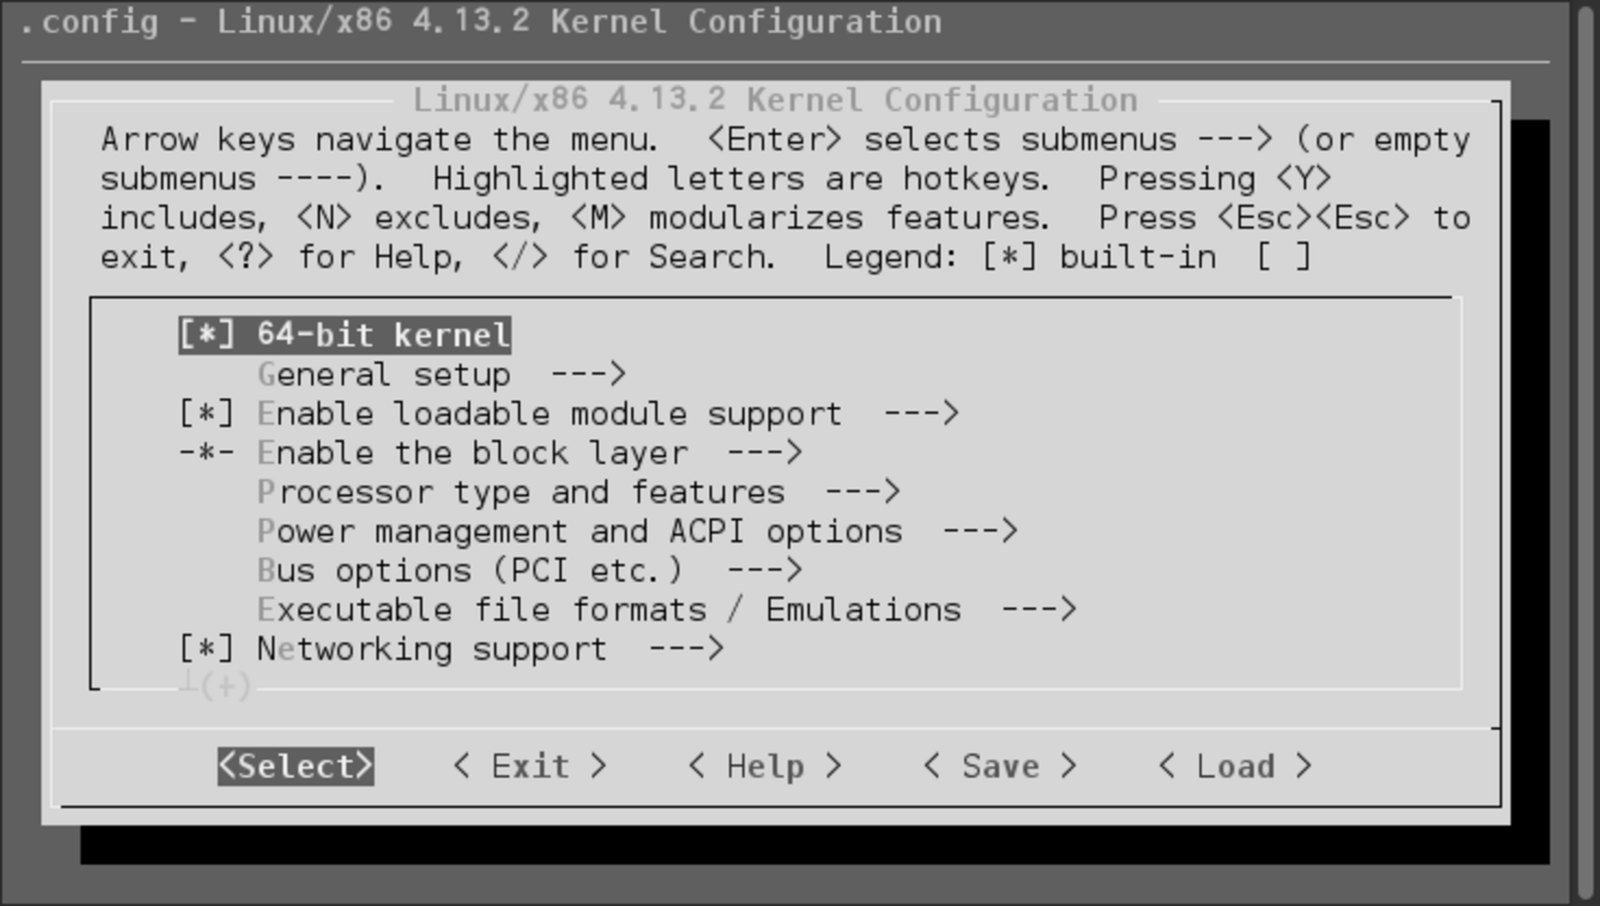 .config - Linux/x86 4.13.2 Kernel Configuration
Linux/x86 4.13.2 Kernel Configuration
Arrow keys navigate the menu.  <Enter> selects submenus ---> (or empty
submenus ----).  Highlighted letters are hotkeys.  Pressing <Y>
includes, <N> excludes, <M> modularizes features.  Press <Esc><Esc> to
exit, <?> for Help, </> for Search.  Legend: [*] built-in  [ ]
[*] 64-bit kernel
General setup  --->
[*] Enable loadable module support  --->
-*- Enable the block layer  --->
Processor type and features  --->
Power management and ACPI options  --->
Bus options (PCI etc.)  --->
Executable file formats / Emulations  --->
[*] Networking support  --->
┴(+)
<Select>    < Exit >    < Help >    < Save >    < Load >